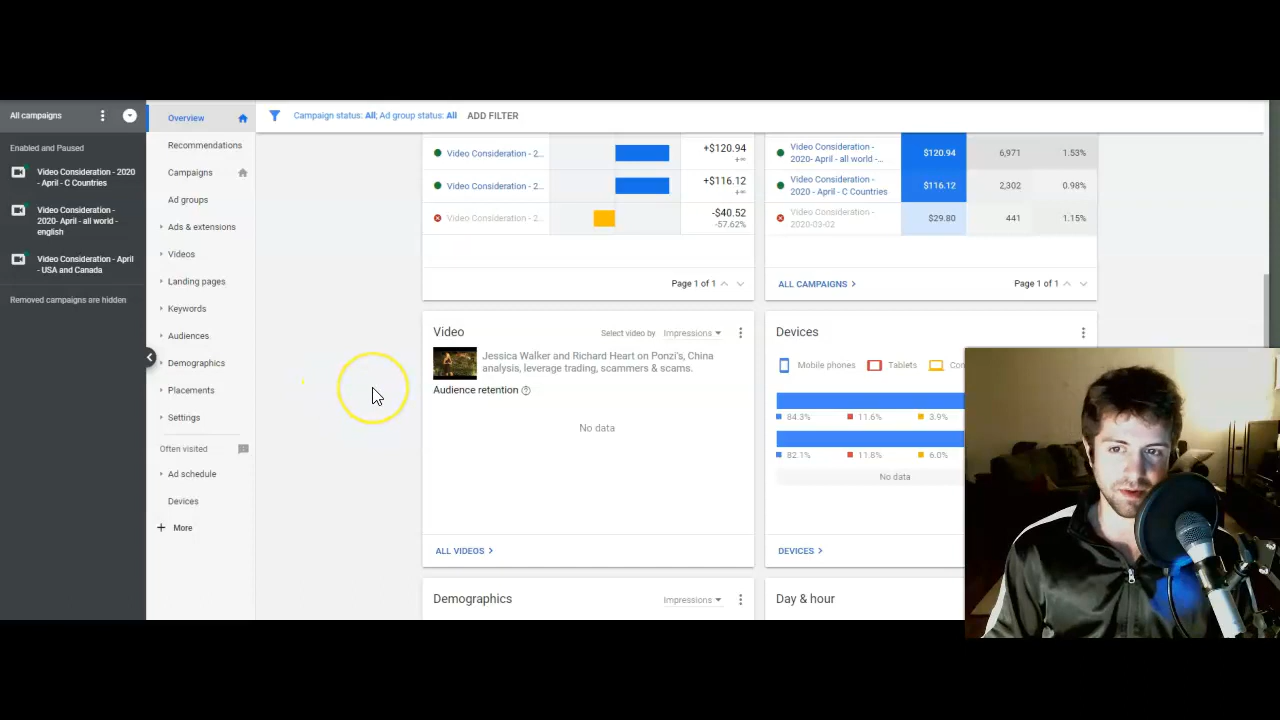 All campaigns
Enabled and Paused
Video Consideration - 2020
- April - C Countries
Video Consideration -
2020- April - all world -
english
Video Consideration - April
- USA and Canada
Removed campaigns are hidden
Overview
Recommendations
Campaigns
Ad groups
Ads & extensions
Videos
Landing pages
Keywords
Audiences
Demographics
Placements
Settings
Often visited
Ad schedule
Devices
+ More
Campaign status: All; Ad group status: All ADD FILTER
Video Consideration - 2... +$120.94
+∞
Video Consideration - 2... +$116.12
+∞
Video Consideration - 2... -$40.52
-57.62%
Page 1 of 1
Video Consideration -
2020- April - all world -... $120.94 6,971 1.53%
Video Consideration -
2020 - April - C Countries $116.12 2,302 0.98%
Video Consideration -
2020-03-02 $29.80 441 1.15%
ALL CAMPAIGNS > Page 1 of 1
Video Select video by Impressions
Jessica Walker and Richard Heart on Ponzi's, China
analysis, leverage trading, scammers & scams.
Audience retention ?
No data
ALL VIDEOS >
Devices
Mobile phones Tablets Con
84.3% 11.6% 3.9%
82.1% 11.8% 6.0%
No data
DEVICES >
Demographics Impressions
Day & hour